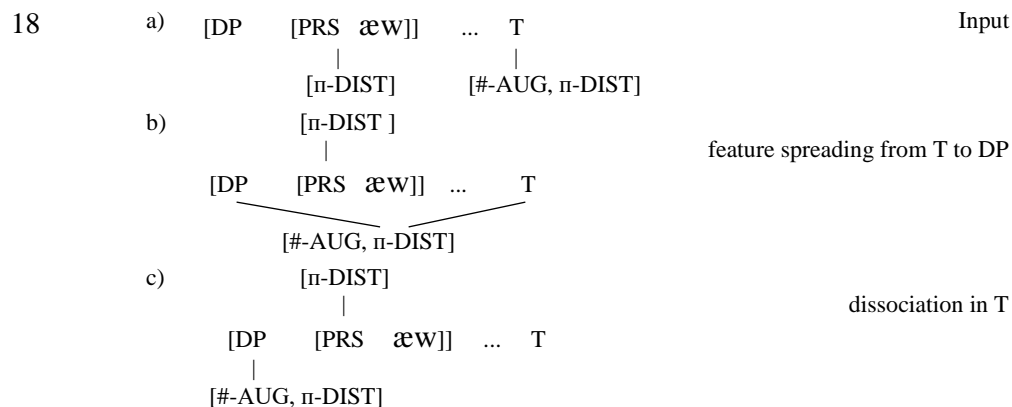 18 a) [DP [PRS æw]] ... T Input
| |
[п-DIST] [#-AUG, п-DIST]
b) [п-DIST ]
|
feature spreading from T to DP
[DP [PRS æw]] ... T
[#-AUG, п-DIST]
c) [п-DIST]
|
dissociation in T
[DP [PRS æw]] ... T
|
[#-AUG, п-DIST]